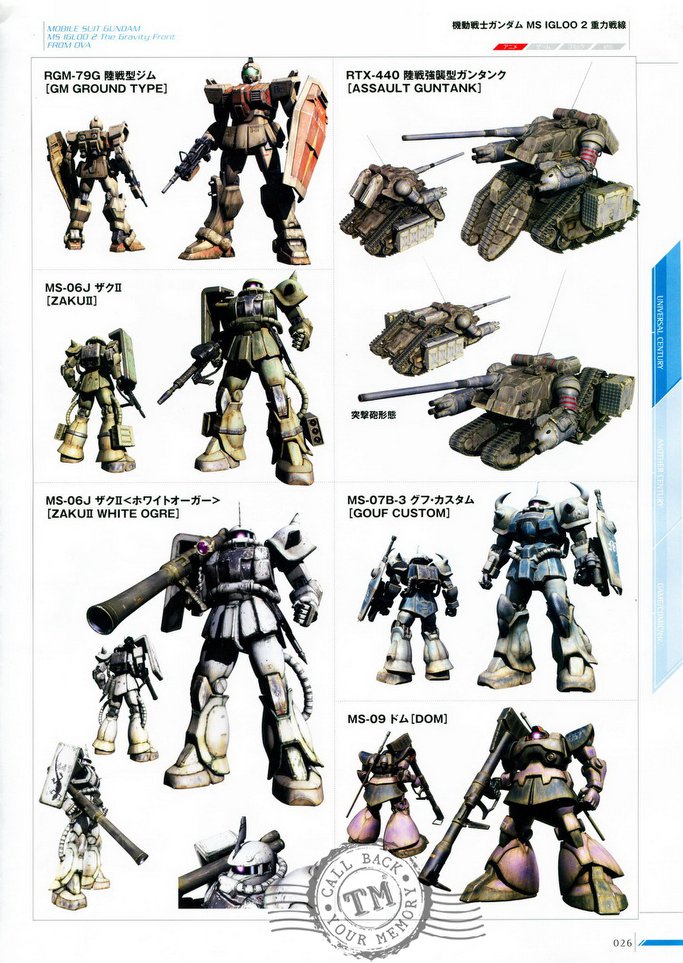 MOBILE SUIT GUNDAM
MS IGLOO 2 The Gravity Front
FROM OVA
機動戦士ガンダム MS IGLOO 2 重力戦線
アニメ
RGM-79G 陸戦型ジム
[GM GROUND TYPE]
RTX-440 陸戦強襲型ガンタンク
[ASSAULT GUNTANK]
MS-06J ザクII
[ZAKUII]
突撃砲形態
MS-06J ザクII<ホワイトオーガー>
[ZAKUII WHITE OGRE]
MS-07B-3 グフ・カスタム
[GOUF CUSTOM]
MS-09 ドム[DOM]
UNIVERSAL CENTURY
ANOTHER CENTURY
CALL BACK
TM
YOUR MEMORY
026